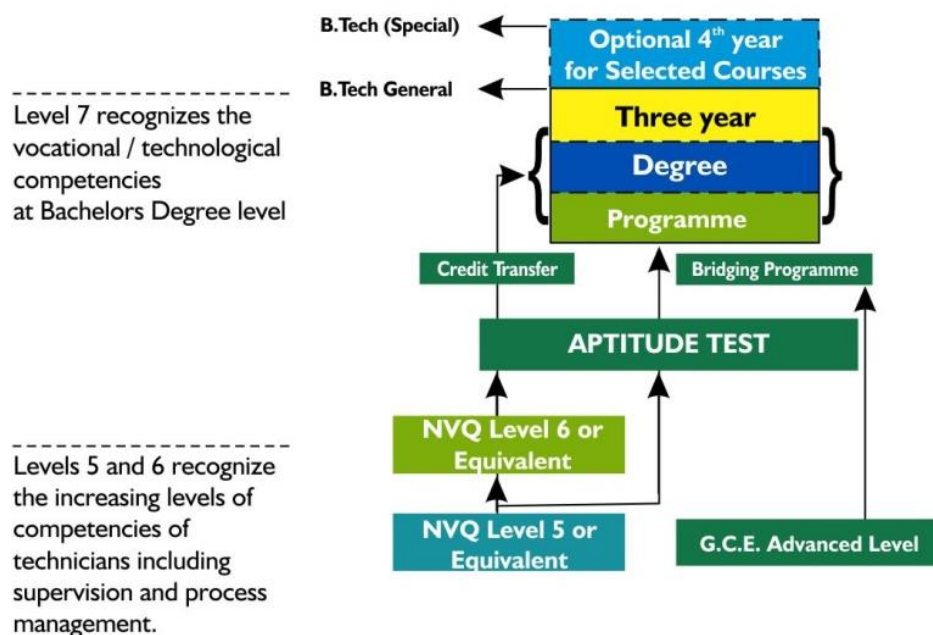 B.Tech (Special)
Optional 4th year
for Selected Courses
B.Tech General
Level 7 recognizes the
vocational / technological
competencies
at Bachelors Degree level
Three year
Degree
Programme
Credit Transfer
Bridging Programme
APTITUDE TEST
NVQ Level 6 or
Equivalent
Levels 5 and 6 recognize
the increasing levels of
competencies of
technicians including
supervision and process
management.
NVQ Level 5 or
Equivalent
G.C.E. Advanced Level